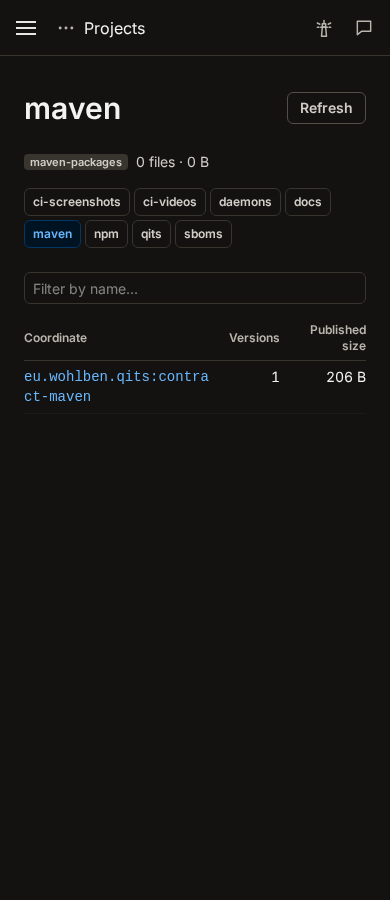 Projects
maven
Refresh
maven-packages 0 files · 0 B
ci-screenshots ci-videos daemons docs
maven npm qits sboms
Filter by name...
Coordinate Versions Published size
eu.wohlben.qits:contra 1 206 B
ct-maven